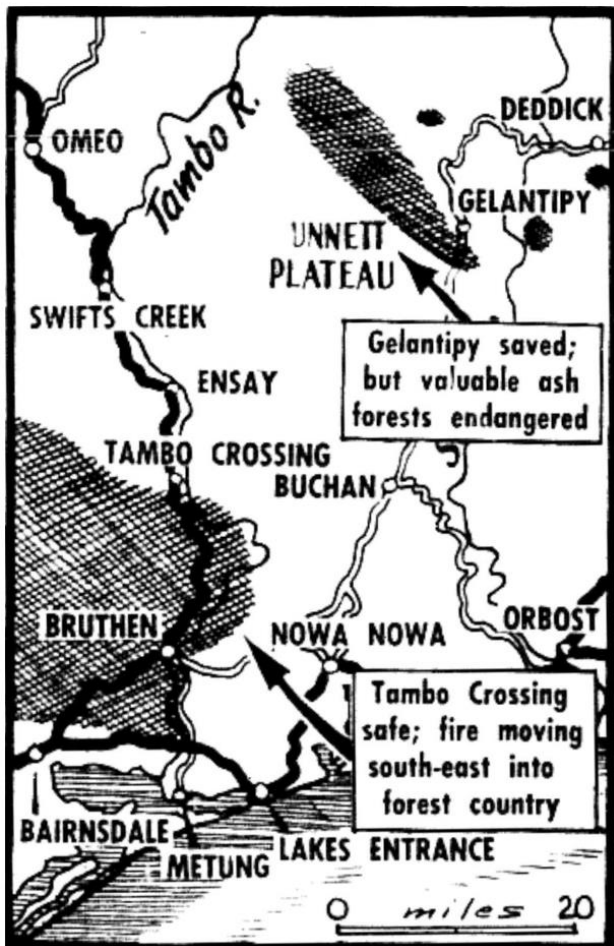 DEDDICK
OMEO
Tambo R.
GELANTIPY
UNNETT
PLATEAU
SWIFTS CREEK
Gelantipy saved;
but valuable ash
forests endangered
ENSAY
TAMBO CROSSING
BUCHAN
BRUTHEN
NOWA NOWA
ORBOST
Tambo Crossing
safe; fire moving
south-east into
forest country
BAIRNSDALE
METUNG
LAKES ENTRANCE
0 miles 20